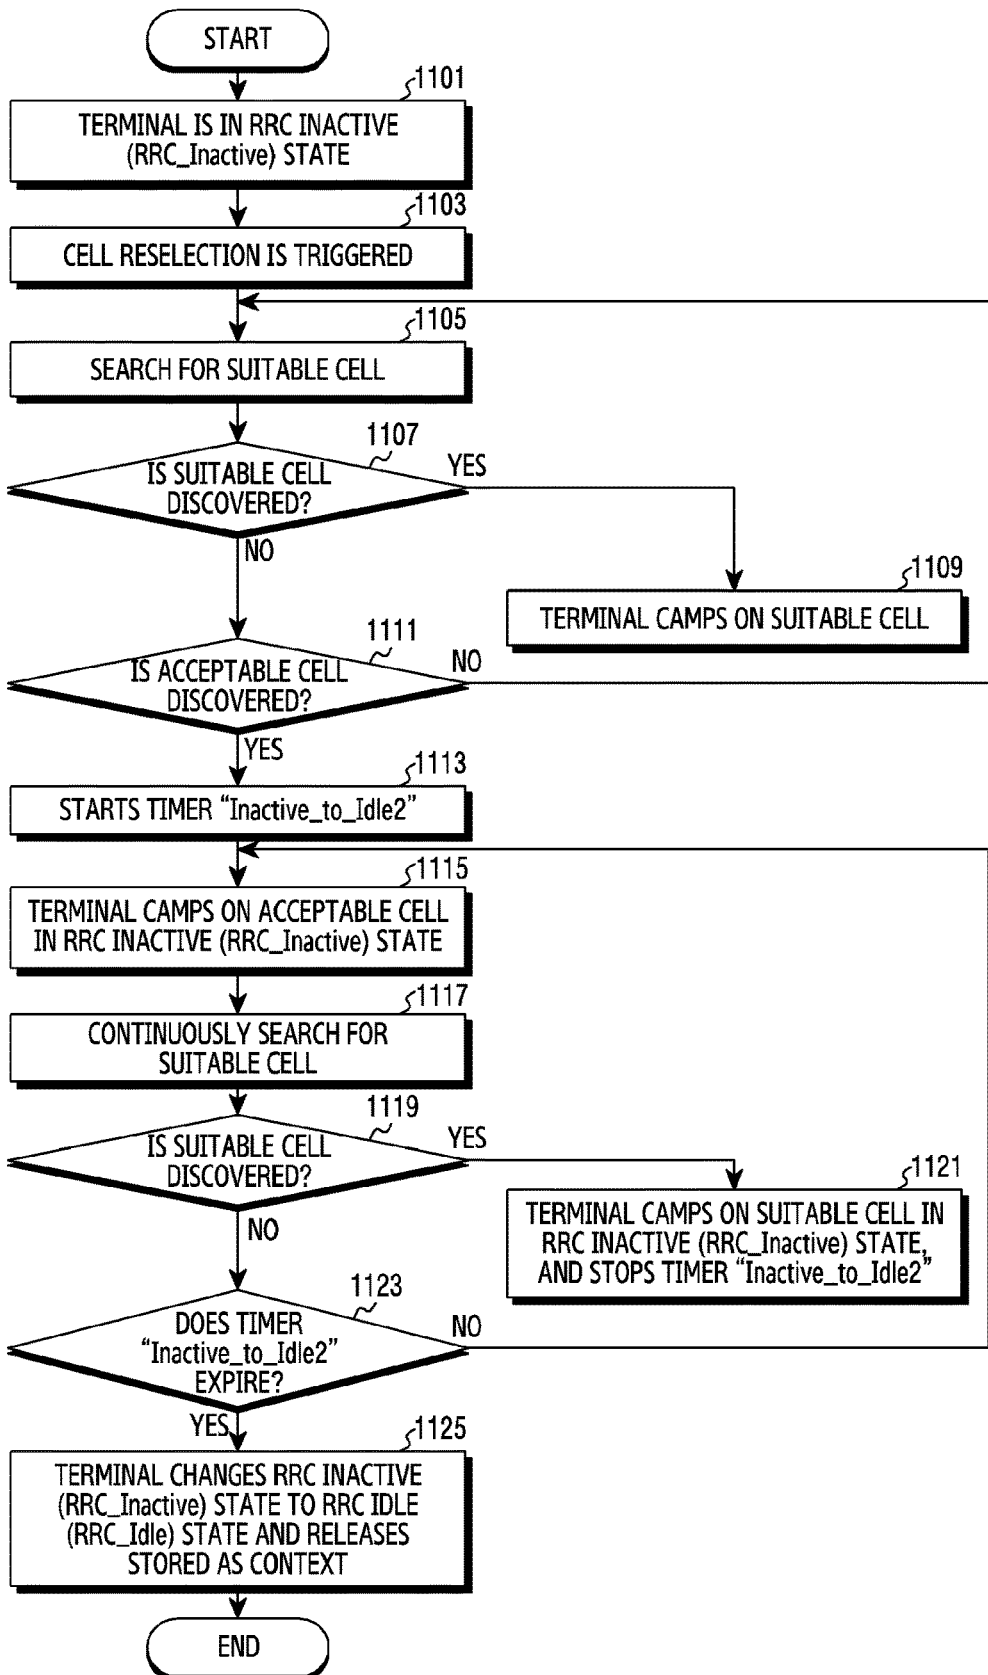 START
1101
TERMINAL IS IN RRC INACTIVE
(RRC_Inactive) STATE
1103
CELL RESELECTION IS TRIGGERED
1105
SEARCH FOR SUITABLE CELL
1107
IS SUITABLE CELL
DISCOVERED?
YES
NO
1109
TERMINAL CAMPS ON SUITABLE CELL
1111
IS ACCEPTABLE CELL
DISCOVERED?
NO
YES
1113
STARTS TIMER “Inactive_to_Idle2”
1115
TERMINAL CAMPS ON ACCEPTABLE CELL
IN RRC INACTIVE (RRC_Inactive) STATE
1117
CONTINUOUSLY SEARCH FOR
SUITABLE CELL
1119
IS SUITABLE CELL
DISCOVERED?
YES
NO
1121
TERMINAL CAMPS ON SUITABLE CELL IN
RRC INACTIVE (RRC_Inactive) STATE,
AND STOPS TIMER “Inactive_to_Idle2”
1123
DOES TIMER
“Inactive_to_Idle2”
EXPIRE?
NO
YES
1125
TERMINAL CHANGES RRC INACTIVE
(RRC_Inactive) STATE TO RRC IDLE
(RRC_Idle) STATE AND RELEASES
STORED AS CONTEXT
END